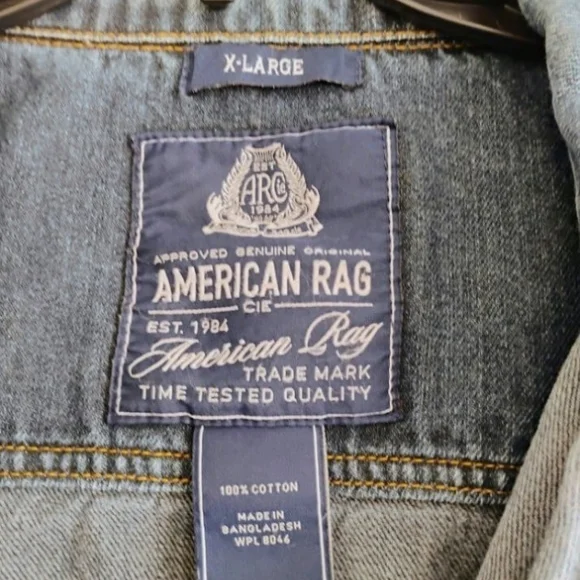 X-LARGE
EST
ARC
1984
APPROVED GENUINE ORIGINAL
AMERICAN RAG
CIE
EST. 1984
American Rag
TRADE MARK
TIME TESTED QUALITY
100% COTTON
MADE IN
BANGLADESH
WPL 8046